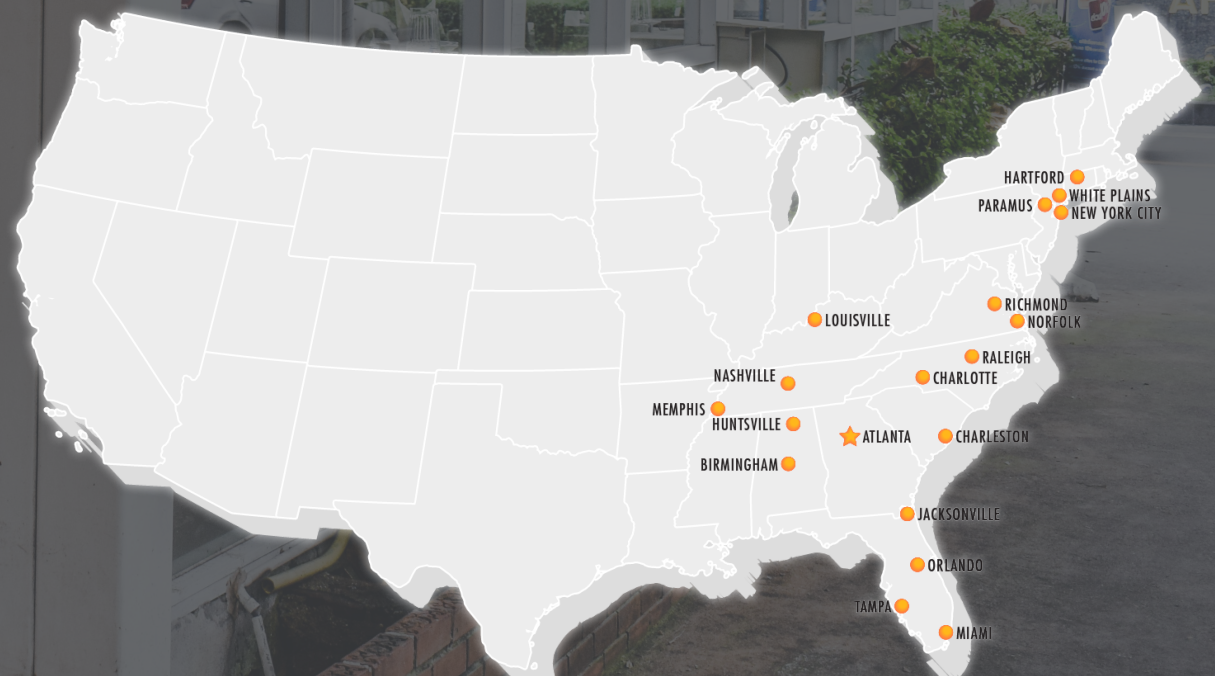 HARTFORD
WHITE PLAINS
PARAMUS
NEW YORK CITY
RICHMOND
LOUISVILLE
NORFOLK
RALEIGH
NASHVILLE
CHARLOTTE
MEMPHIS
HUNTSVILLE
ATLANTA
CHARLESTON
BIRMINGHAM
JACKSONVILLE
ORLANDO
TAMPA
MIAMI